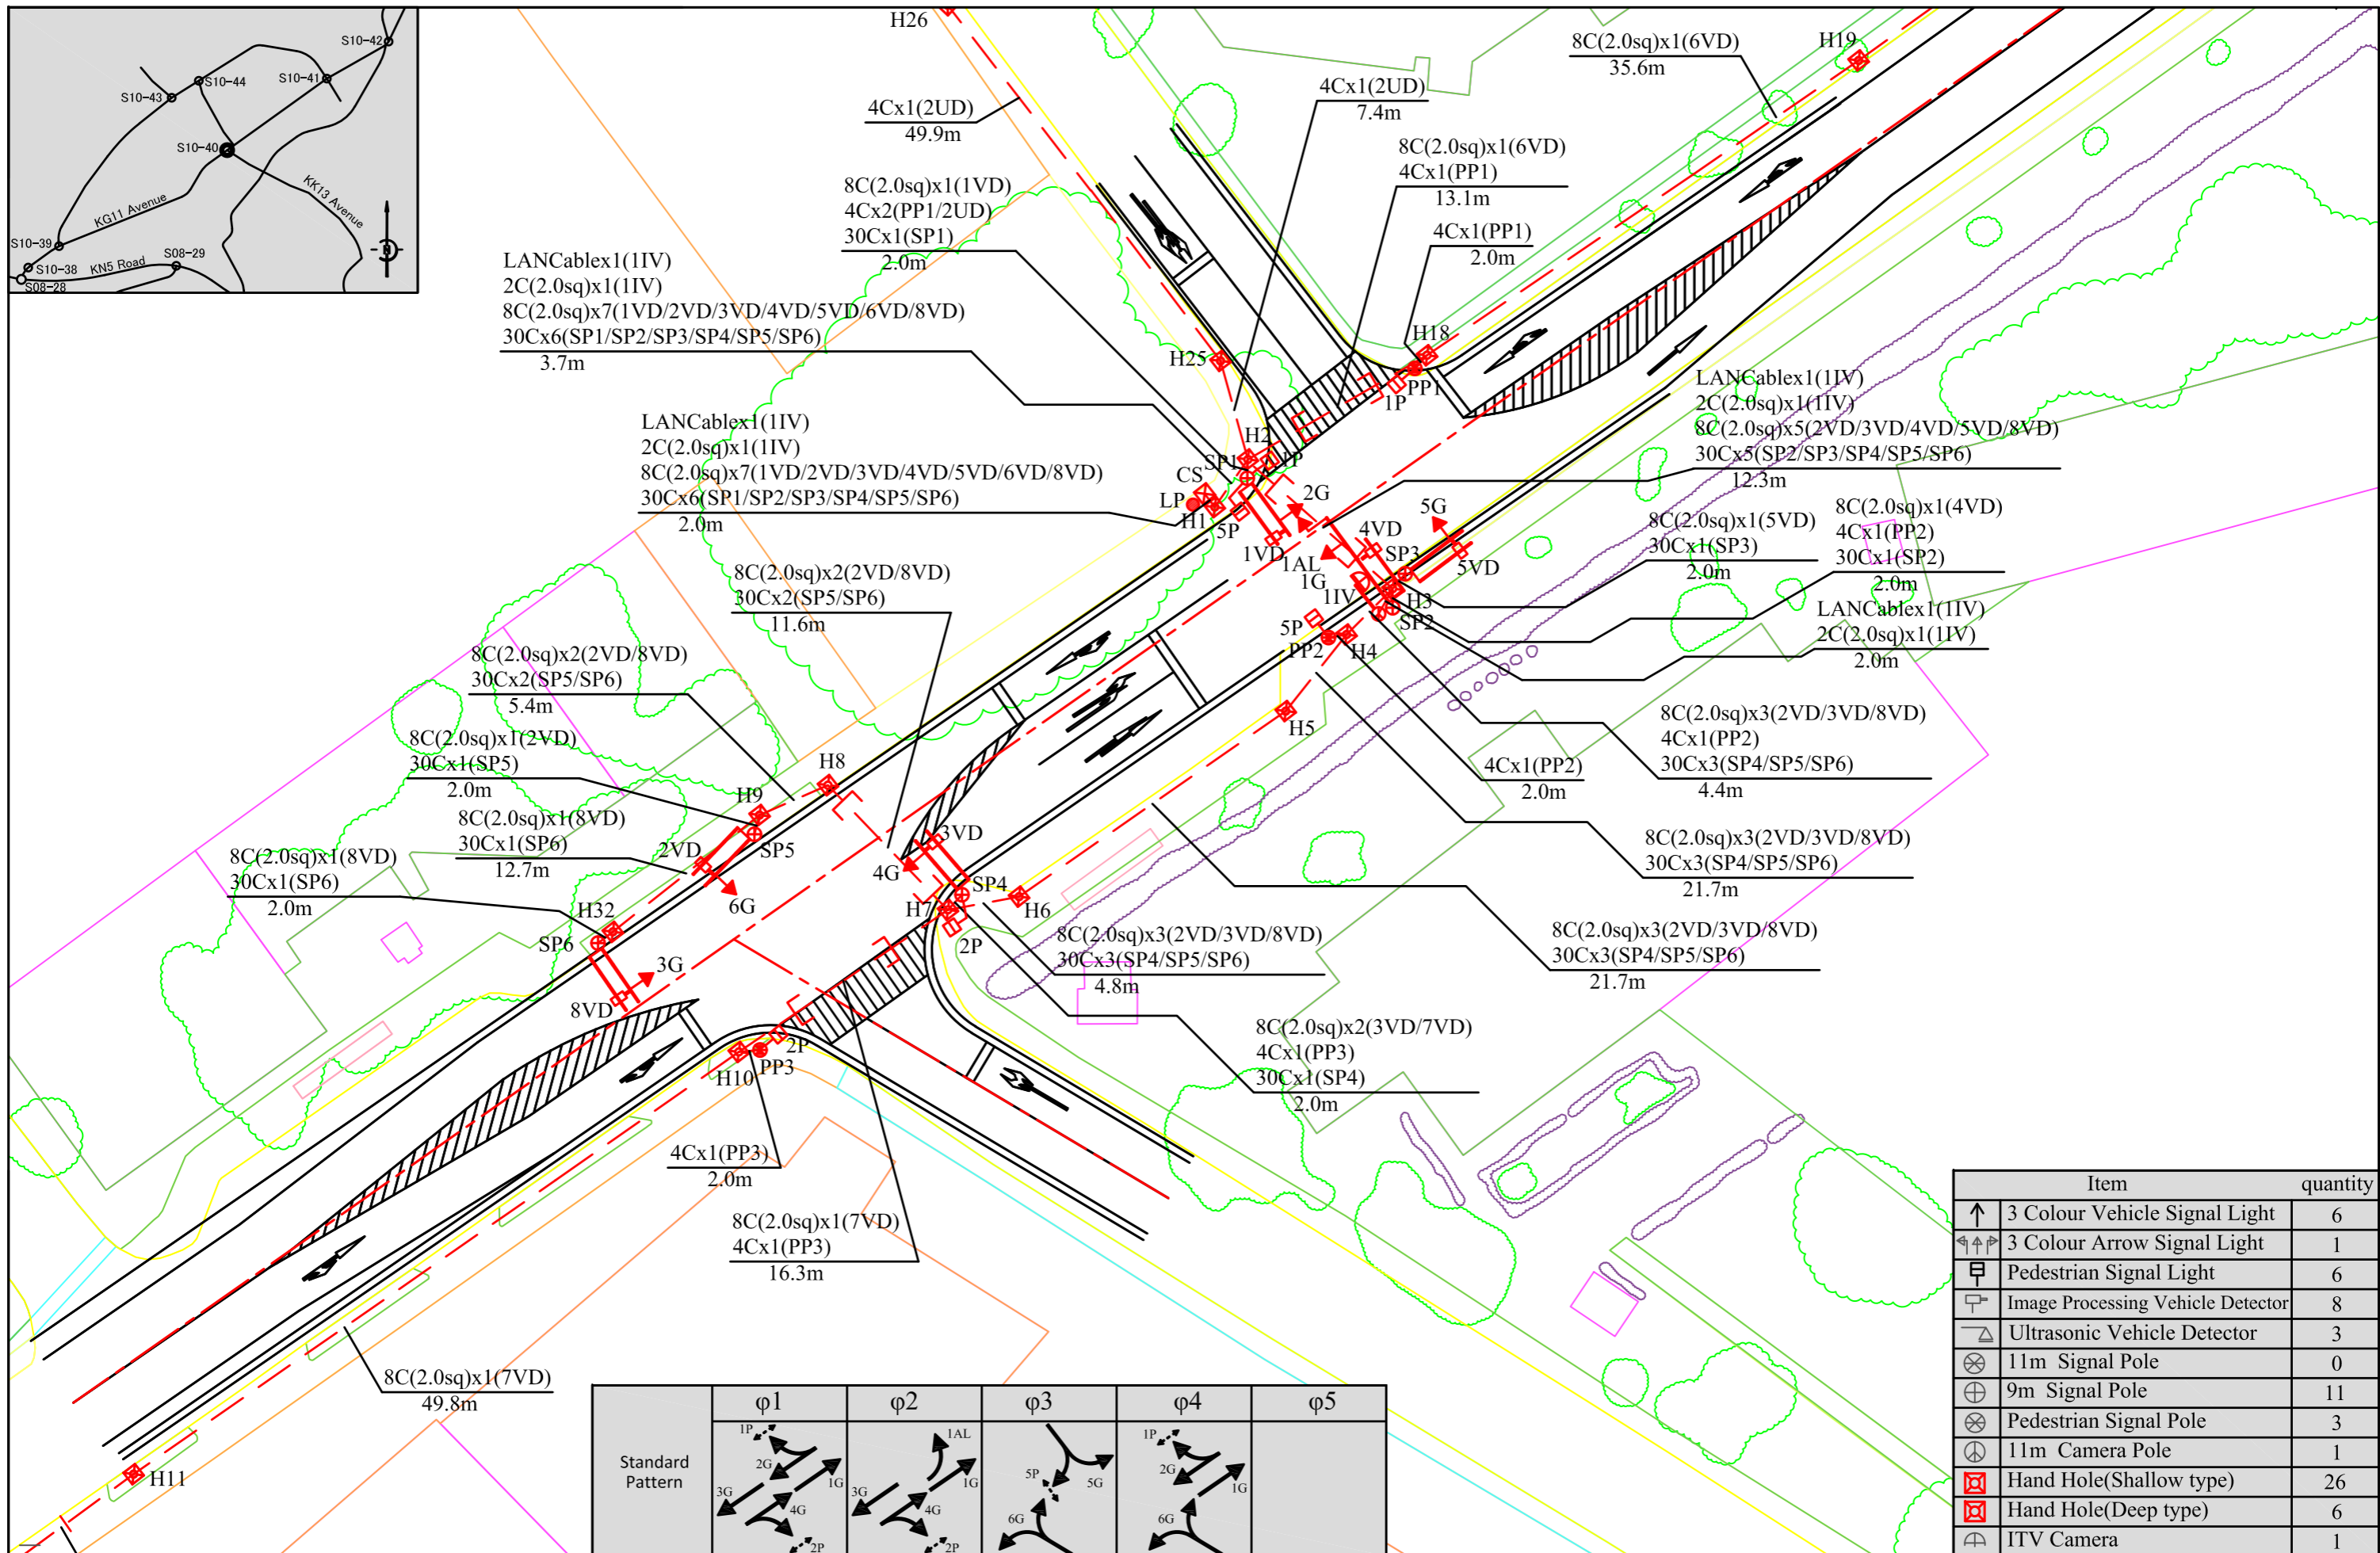 S10-42
S10-44
S10-41
S10-43
S10-40
KK13 Avenue
KG11 Avenue
S10-39
S10-38
KN5 Road
S08-29
S08-28
H26
4Cx1(2UD)
49.9m
4Cx1(2UD)
7.4m
8C(2.0sq)x1(6VD)
35.6m
H19
8C(2.0sq)x1(6VD)
4Cx1(PP1)
13.1m
4Cx1(PP1)
2.0m
8C(2.0sq)x1(1VD)
4Cx2(PP1/2UD)
30Cx1(SP1)
2.0m
LANCablex1(1IV)
2C(2.0sq)x1(1IV)
8C(2.0sq)x7(1VD/2VD/3VD/4VD/5VD/6VD/8VD)
30Cx6(SP1/SP2/SP3/SP4/SP5/SP6)
3.7m
H25
H18
PP1
1P
LANCablex1(1IV)
2C(2.0sq)x1(1IV)
8C(2.0sq)x5(2VD/3VD/4VD/5VD/8VD)
30Cx5(SP2/SP3/SP4/SP5/SP6)
12.3m
LANCablex1(1IV)
2C(2.0sq)x1(1IV)
8C(2.0sq)x7(1VD/2VD/3VD/4VD/5VD/6VD/8VD)
30Cx6(SP1/SP2/SP3/SP4/SP5/SP6)
2.0m
H2
SP1
1P
CS
LP
H1
5P
2G
1VD
1AL
1G
1IV
4VD
SP3
5G
5VD
H3
SP2
5P
PP2
H4
8C(2.0sq)x1(5VD)
30Cx1(SP3)
2.0m
8C(2.0sq)x1(4VD)
4Cx1(PP2)
30Cx1(SP2)
2.0m
LANCablex1(1IV)
2C(2.0sq)x1(1IV)
2.0m
8C(2.0sq)x2(2VD/8VD)
30Cx2(SP5/SP6)
11.6m
8C(2.0sq)x2(2VD/8VD)
30Cx2(SP5/SP6)
5.4m
8C(2.0sq)x1(2VD)
30Cx1(SP5)
2.0m
8C(2.0sq)x1(8VD)
30Cx1(SP6)
12.7m
8C(2.0sq)x1(8VD)
30Cx1(SP6)
2.0m
H5
4Cx1(PP2)
2.0m
8C(2.0sq)x3(2VD/3VD/8VD)
4Cx1(PP2)
30Cx3(SP4/SP5/SP6)
4.4m
8C(2.0sq)x3(2VD/3VD/8VD)
30Cx3(SP4/SP5/SP6)
21.7m
8C(2.0sq)x3(2VD/3VD/8VD)
30Cx3(SP4/SP5/SP6)
21.7m
H8
H9
SP5
2VD
6G
3VD
4G
SP4
H7
H6
2P
H32
SP6
3G
8VD
8C(2.0sq)x3(2VD/3VD/8VD)
30Cx3(SP4/SP5/SP6)
4.8m
8C(2.0sq)x2(3VD/7VD)
4Cx1(PP3)
30Cx1(SP4)
2.0m
2P
H10
PP3
4Cx1(PP3)
2.0m
8C(2.0sq)x1(7VD)
4Cx1(PP3)
16.3m
8C(2.0sq)x1(7VD)
49.8m
H11
φ1 φ2 φ3 φ4 φ5
Standard
Pattern
1P 2G 3G 1G 4G 2P
1AL 3G 1G 4G 2P
5P 5G 6G
1P 2G 1G 6G
Item quantity
3 Colour Vehicle Signal Light 6
3 Colour Arrow Signal Light 1
Pedestrian Signal Light 6
Image Processing Vehicle Detector 8
Ultrasonic Vehicle Detector 3
11m Signal Pole 0
9m Signal Pole 11
Pedestrian Signal Pole 3
11m Camera Pole 1
Hand Hole(Shallow type) 26
Hand Hole(Deep type) 6
ITV Camera 1